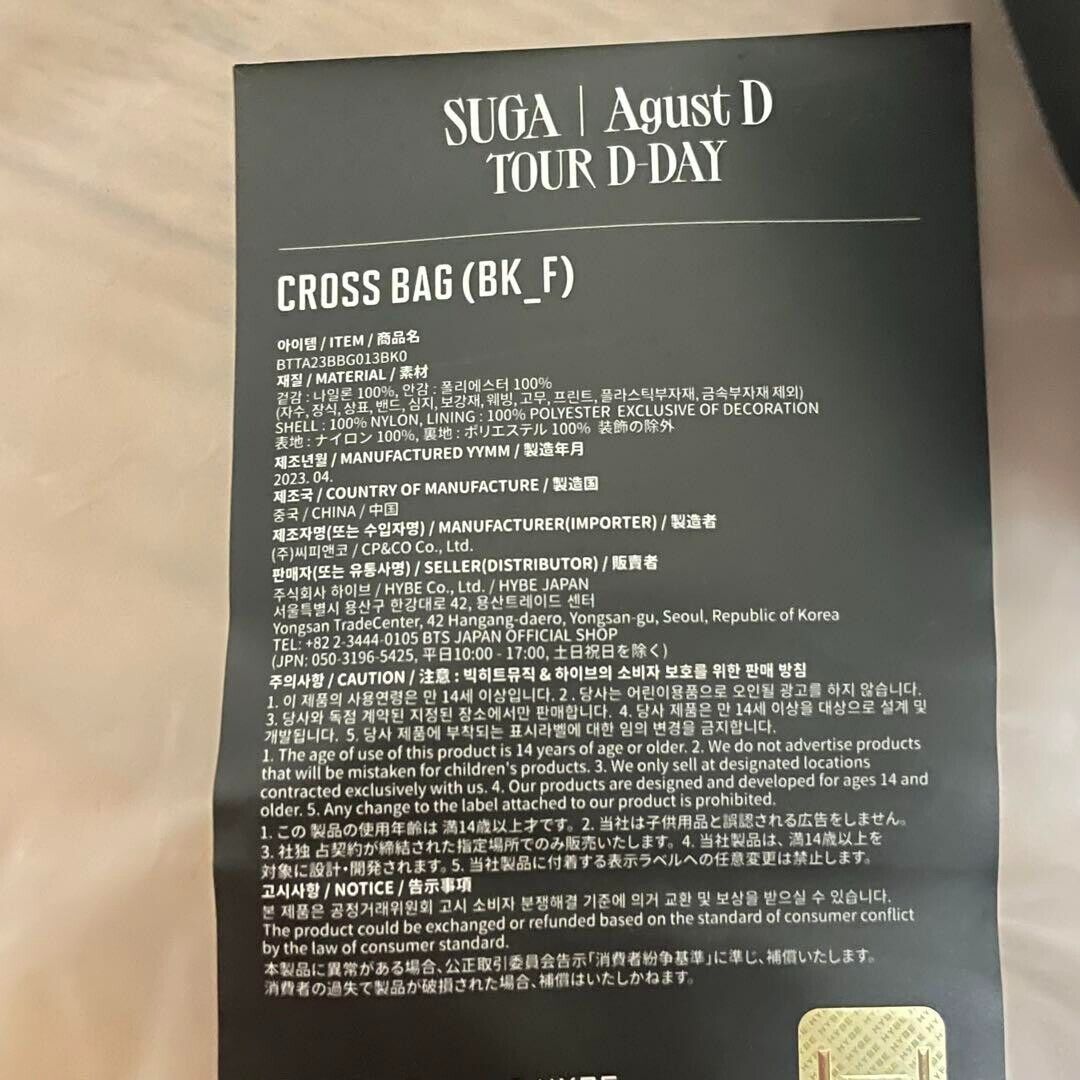 SUGA | Agust D
TOUR D-DAY
CROSS BAG (BK_F)
아이템 / ITEM / 商品名
BTTA23BBG013BK0
재질 / MATERIAL / 素材
겉감 : 나일론 100%, 안감 : 폴리에스터 100%
(자수, 장식, 상표, 밴드, 심지, 보강재, 웨빙, 고무, 프린트, 플라스틱부자재, 금속부자재 제외)
SHELL : 100% NYLON, LINING : 100% POLYESTER EXCLUSIVE OF DECORATION
表地 : ナイロン 100%, 裏地 : ポリエステル 100% 装飾の除外
제조년월 / MANUFACTURED YYMM / 製造年月
2023. 04.
제조국 / COUNTRY OF MANUFACTURE / 製造国
중국 / CHINA / 中国
제조자명(또는 수입자명) / MANUFACTURER(IMPORTER) / 製造者
(주)씨피앤코 / CP&CO Co., Ltd.
판매자(또는 유통사명) / SELLER(DISTRIBUTOR) / 販賣者
주식회사 하이브 / HYBE Co., Ltd. / HYBE JAPAN
서울특별시 용산구 한강대로 42, 용산트레이드 센터
Yongsan TradeCenter, 42 Hangang-daero, Yongsan-gu, Seoul, Republic of Korea
TEL: +82 2-3444-0105 BTS JAPAN OFFICIAL SHOP
(JPN: 050-3196-5425, 平日10:00 - 17:00, 土日祝日を除く)
주의사항 / CAUTION / 注意 : 빅히트뮤직 & 하이브의 소비자 보호를 위한 판매 방침
1. 이 제품의 사용연령은 만 14세 이상입니다. 2 . 당사는 어린이용품으로 오인될 광고를 하지 않습니다.
3. 당사와 독점 계약된 지정된 장소에서만 판매합니다. 4. 당사 제품은 만 14세 이상을 대상으로 설계 및
개발됩니다. 5. 당사 제품에 부착되는 표시라벨에 대한 임의 변경을 금지합니다.
1. The age of use of this product is 14 years of age or older. 2. We do not advertise products
that will be mistaken for children's products. 3. We only sell at designated locations
contracted exclusively with us. 4. Our products are designed and developed for ages 14 and
older. 5. Any change to the label attached to our product is prohibited.
1. この 製品の使用年齢は 満14歳以上才です。 2. 当社は子供用品と誤認される広告をしません。
3. 社独 占契約が締結された指定場所でのみ販売いたします。 4. 当社製品は、満14歳以上を
対象に設計・開発されます。 5. 当社製品に付着する表示ラベルへの任意変更は禁止します。
고시사항 / NOTICE / 告示事項
본 제품은 공정거래위원회 고시 소비자 분쟁해결 기준에 의거 교환 및 보상을 받으실 수 있습니다.
The product could be exchanged or refunded based on the standard of consumer conflict
by the law of consumer standard.
本製品に異常がある場合、公正取引委員会告示「消費者紛争基準」に準じ、補償いたします。
消費者の過失で製品が破損された場合、補償はいたしかねます。
HYBE HYBE HYBE